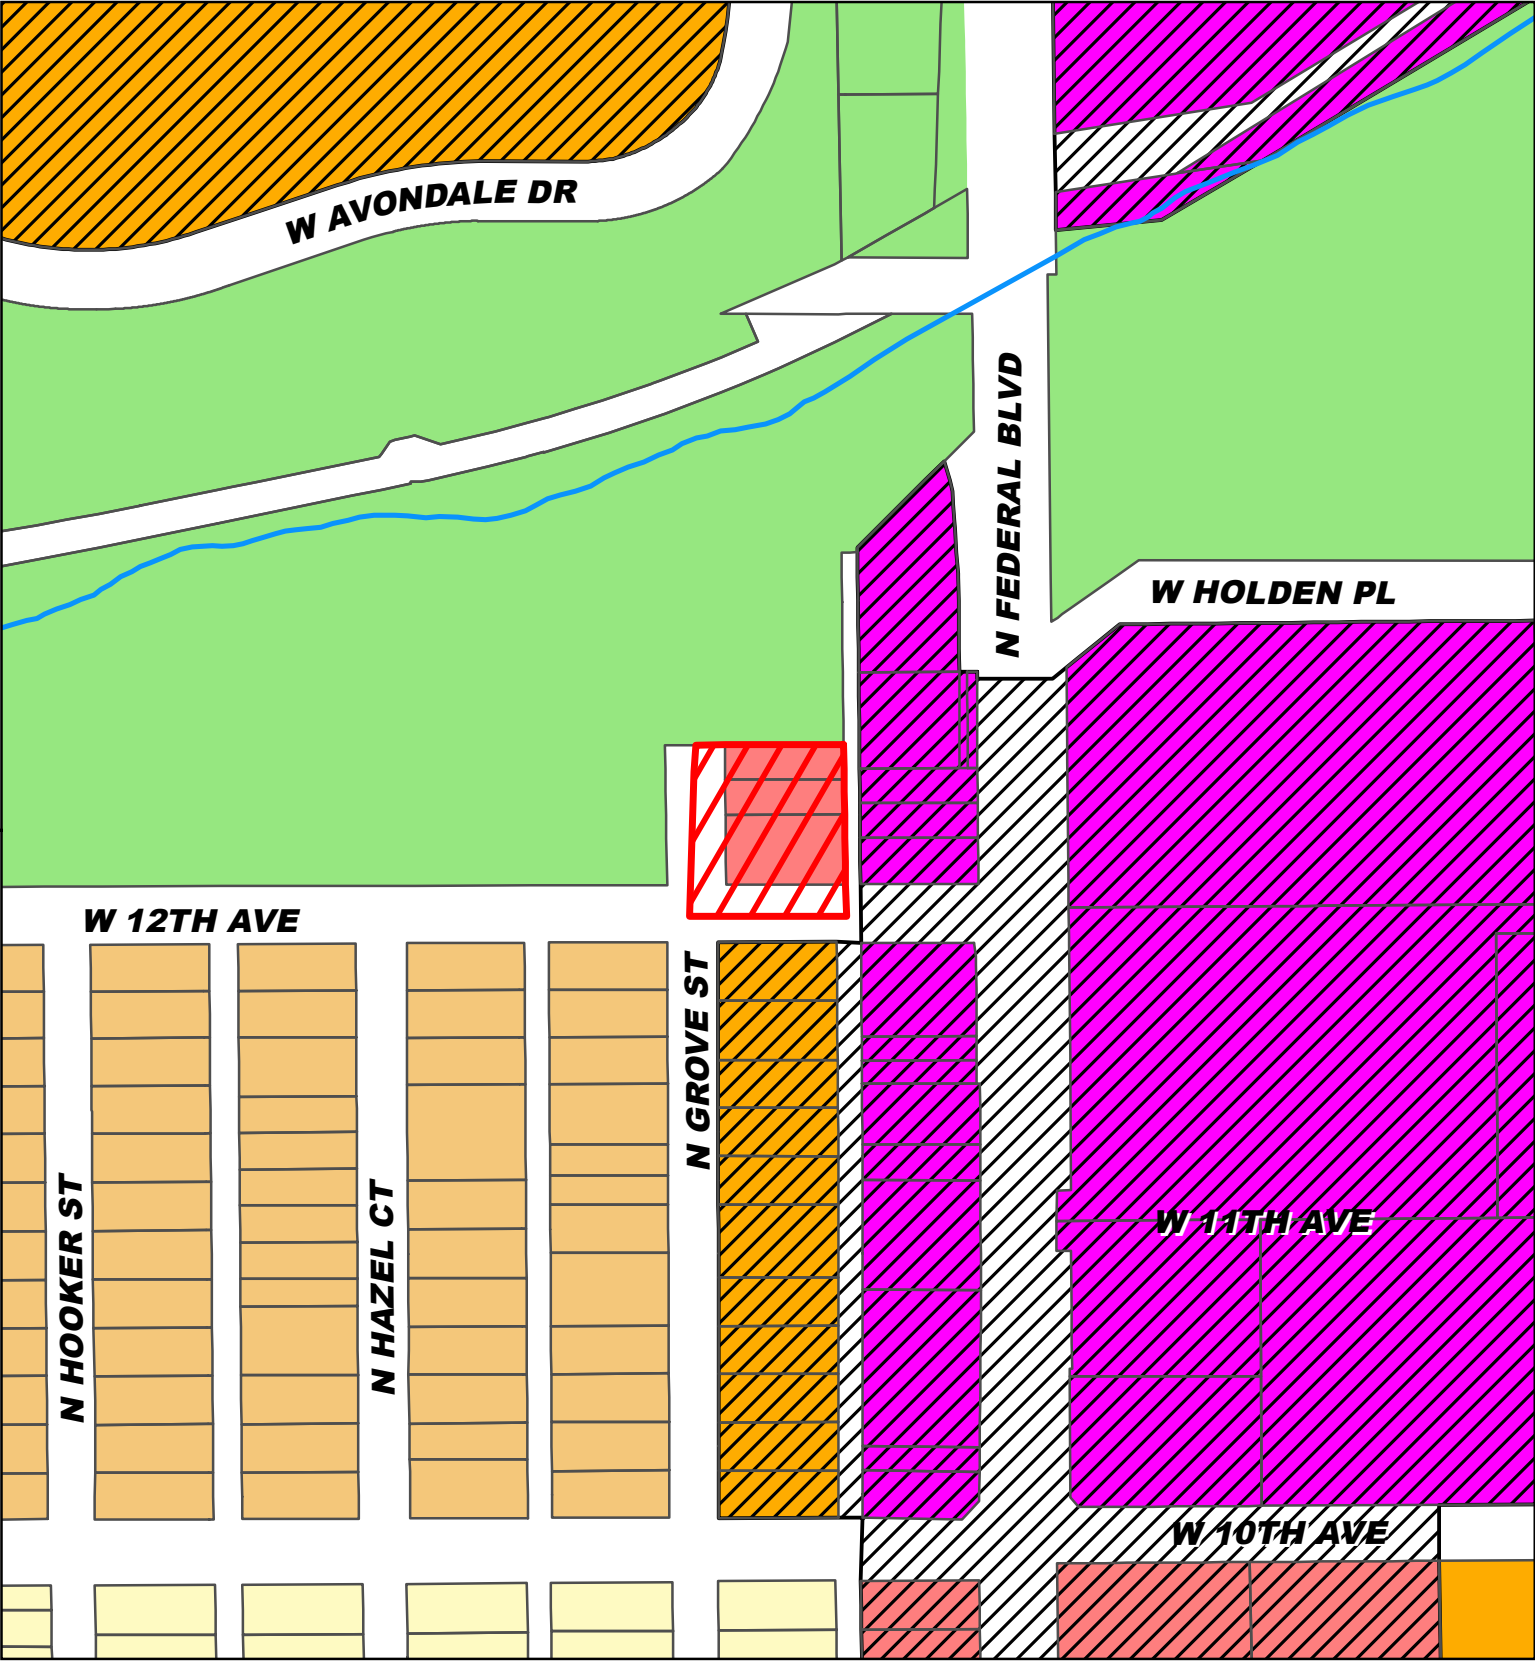 W AVONDALE DR
N FEDERAL BLVD
W HOLDEN PL
W 12TH AVE
N GROVE ST
N HOOKER ST
N HAZEL CT
W 11TH AVE
W 10TH AVE